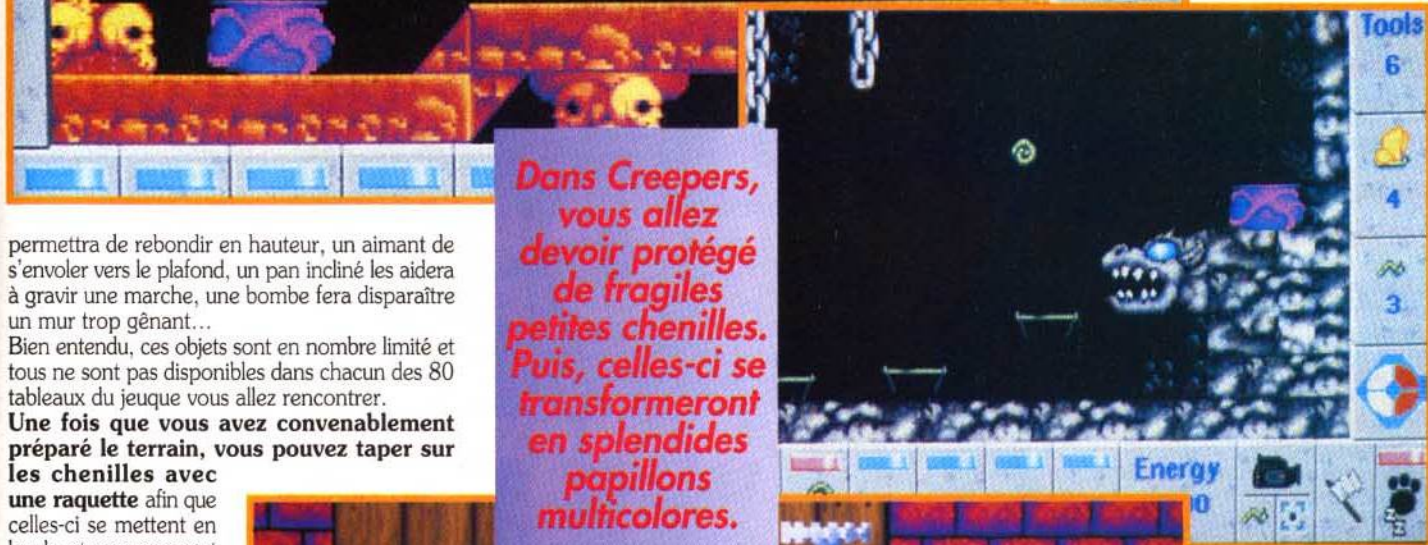 permettra de rebondir en hauteur, un aimant de
s'envoler vers le plafond, un pan incliné les aidera
à gravir une marche, une bombe fera disparaître
un mur trop gênant…
Bien entendu, ces objets sont en nombre limité et
tous ne sont pas disponibles dans chacun des 80
tableaux du jeuque vous allez rencontrer.
Une fois que vous avez convenablement
préparé le terrain, vous pouvez taper sur
les chenilles avec
une raquette afin que
celles-ci se mettent en
Dans Creepers,
vous allez
devoir protégé
de fragiles
petites chenilles.
Puis, celles-ci se
transformeront
en splendides
papillons
multicolores.
Tools
6
4
3
Energy